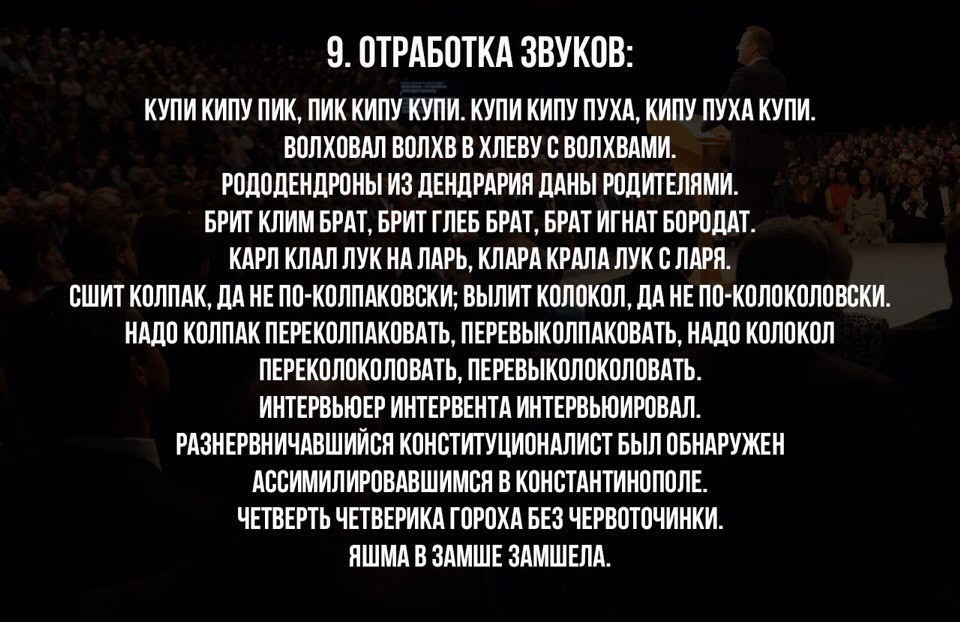 9. ОТРАБОТКА ЗВУКОВ:
КУПИ КИПУ ПИК, ПИК КИПУ КУПИ. КУПИ КИПУ ПУХА, КИПУ ПУХА КУПИ.
ВОЛХОВАЛ ВОЛХВ В ХЛЕВУ С ВОЛХВАМИ.
РОДОДЕНДРОНЫ ИЗ ДЕНДРАРИЯ ДАНЫ РОДИТЕЛЯМИ.
БРИТ КЛИМ БРАТ, БРИТ ГЛЕБ БРАТ, БРАТ ИГНАТ БОРОДАТ.
КАРЛ КЛАЛ ЛУК НА ЛАРЬ, КЛАРА КРАЛА ЛУК С ЛАРЯ.
СШИТ КОЛПАК, ДА НЕ ПО-КОЛПАКОВСКИ; ВЫЛИТ КОЛОКОЛ, ДА НЕ ПО-КОЛОКОЛОВСКИ.
НАДО КОЛПАК ПЕРЕКОЛПАКОВАТЬ, ПЕРЕВЫКОЛПАКОВАТЬ, НАДО КОЛОКОЛ
ПЕРЕКОЛОКОЛОВАТЬ, ПЕРЕВЫКОЛОКОЛОВАТЬ.
ИНТЕРВЬЮЕР ИНТЕРВЕНТА ИНТЕРВЬЮИРОВАЛ.
РАЗНЕРВНИЧАВШИЙСЯ КОНСТИТУЦИОНАЛИСТ БЫЛ ОБНАРУЖЕН
АССИМИЛИРОВАВШИМСЯ В КОНСТАНТИНОПОЛЕ.
ЧЕТВЕРТЬ ЧЕТВЕРИКА ГОРОХА БЕЗ ЧЕРВОТОЧИНКИ.
ЯШМА В ЗАМШЕ ЗАМШЕЛА.